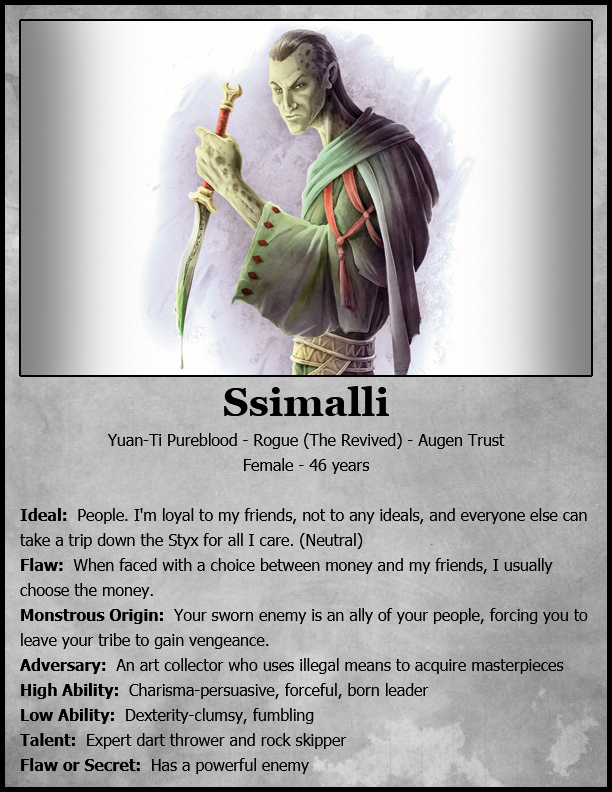 Ssimalli
Yuan-Ti Pureblood - Rogue (The Revived) - Augen Trust
Female - 46 years
Ideal:  People. I'm loyal to my friends, not to any ideals, and everyone else can
take a trip down the Styx for all I care. (Neutral)
Flaw:  When faced with a choice between money and my friends, I usually
choose the money.
Monstrous Origin:  Your sworn enemy is an ally of your people, forcing you to
leave your tribe to gain vengeance.
Adversary:  An art collector who uses illegal means to acquire masterpieces
High Ability:  Charisma-persuasive, forceful, born leader
Low Ability:  Dexterity-clumsy, fumbling
Talent:  Expert dart thrower and rock skipper
Flaw or Secret:  Has a powerful enemy